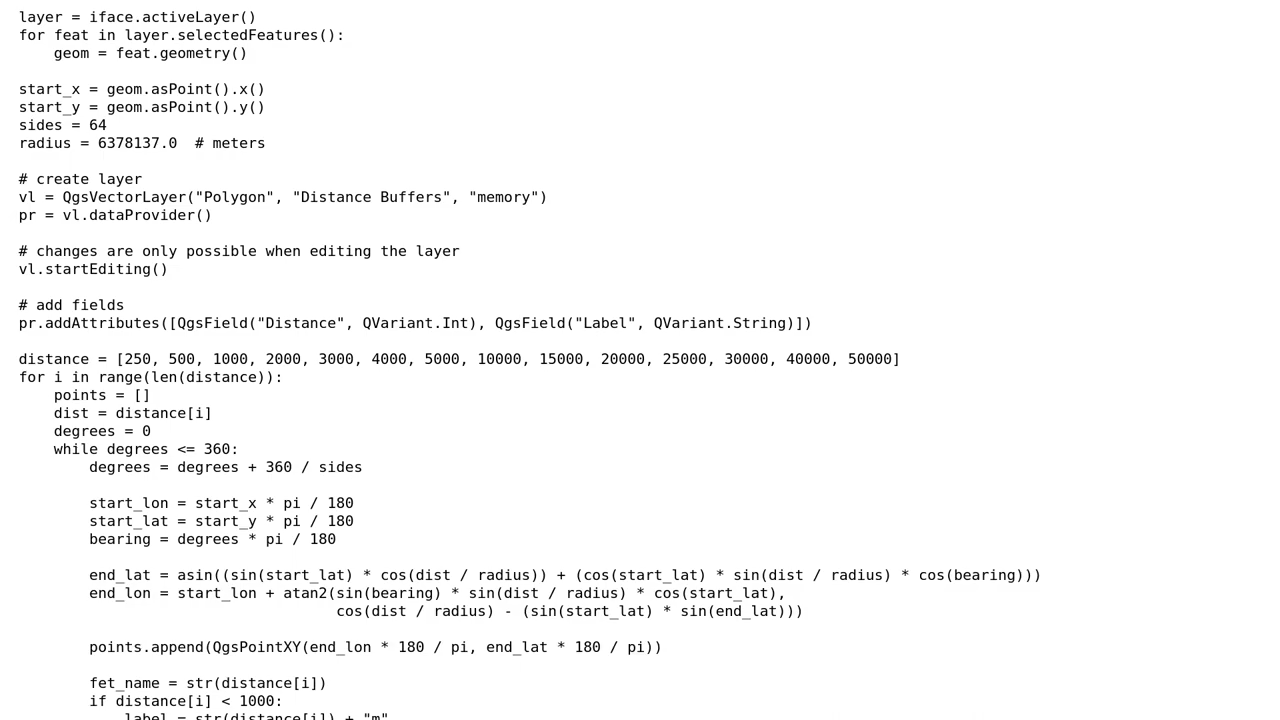 layer = iface.activeLayer()
for feat in layer.selectedFeatures():
    geom = feat.geometry()

start_x = geom.asPoint().x()
start_y = geom.asPoint().y()
sides = 64
radius = 6378137.0  # meters

# create layer
vl = QgsVectorLayer("Polygon", "Distance Buffers", "memory")
pr = vl.dataProvider()

# changes are only possible when editing the layer
vl.startEditing()

# add fields
pr.addAttributes([QgsField("Distance", QVariant.Int), QgsField("Label", QVariant.String)])

distance = [250, 500, 1000, 2000, 3000, 4000, 5000, 10000, 15000, 20000, 25000, 30000, 40000, 50000]
for i in range(len(distance)):
    points = []
    dist = distance[i]
    degrees = 0
    while degrees <= 360:
        degrees = degrees + 360 / sides

        start_lon = start_x * pi / 180
        start_lat = start_y * pi / 180
        bearing = degrees * pi / 180

        end_lat = asin((sin(start_lat) * cos(dist / radius)) + (cos(start_lat) * sin(dist / radius) * cos(bearing)))
        end_lon = start_lon + atan2(sin(bearing) * sin(dist / radius) * cos(start_lat),
                                    cos(dist / radius) - (sin(start_lat) * sin(end_lat)))

        points.append(QgsPointXY(end_lon * 180 / pi, end_lat * 180 / pi))

        fet_name = str(distance[i])
        if distance[i] < 1000:
            label = str(distance[i]) + "m"